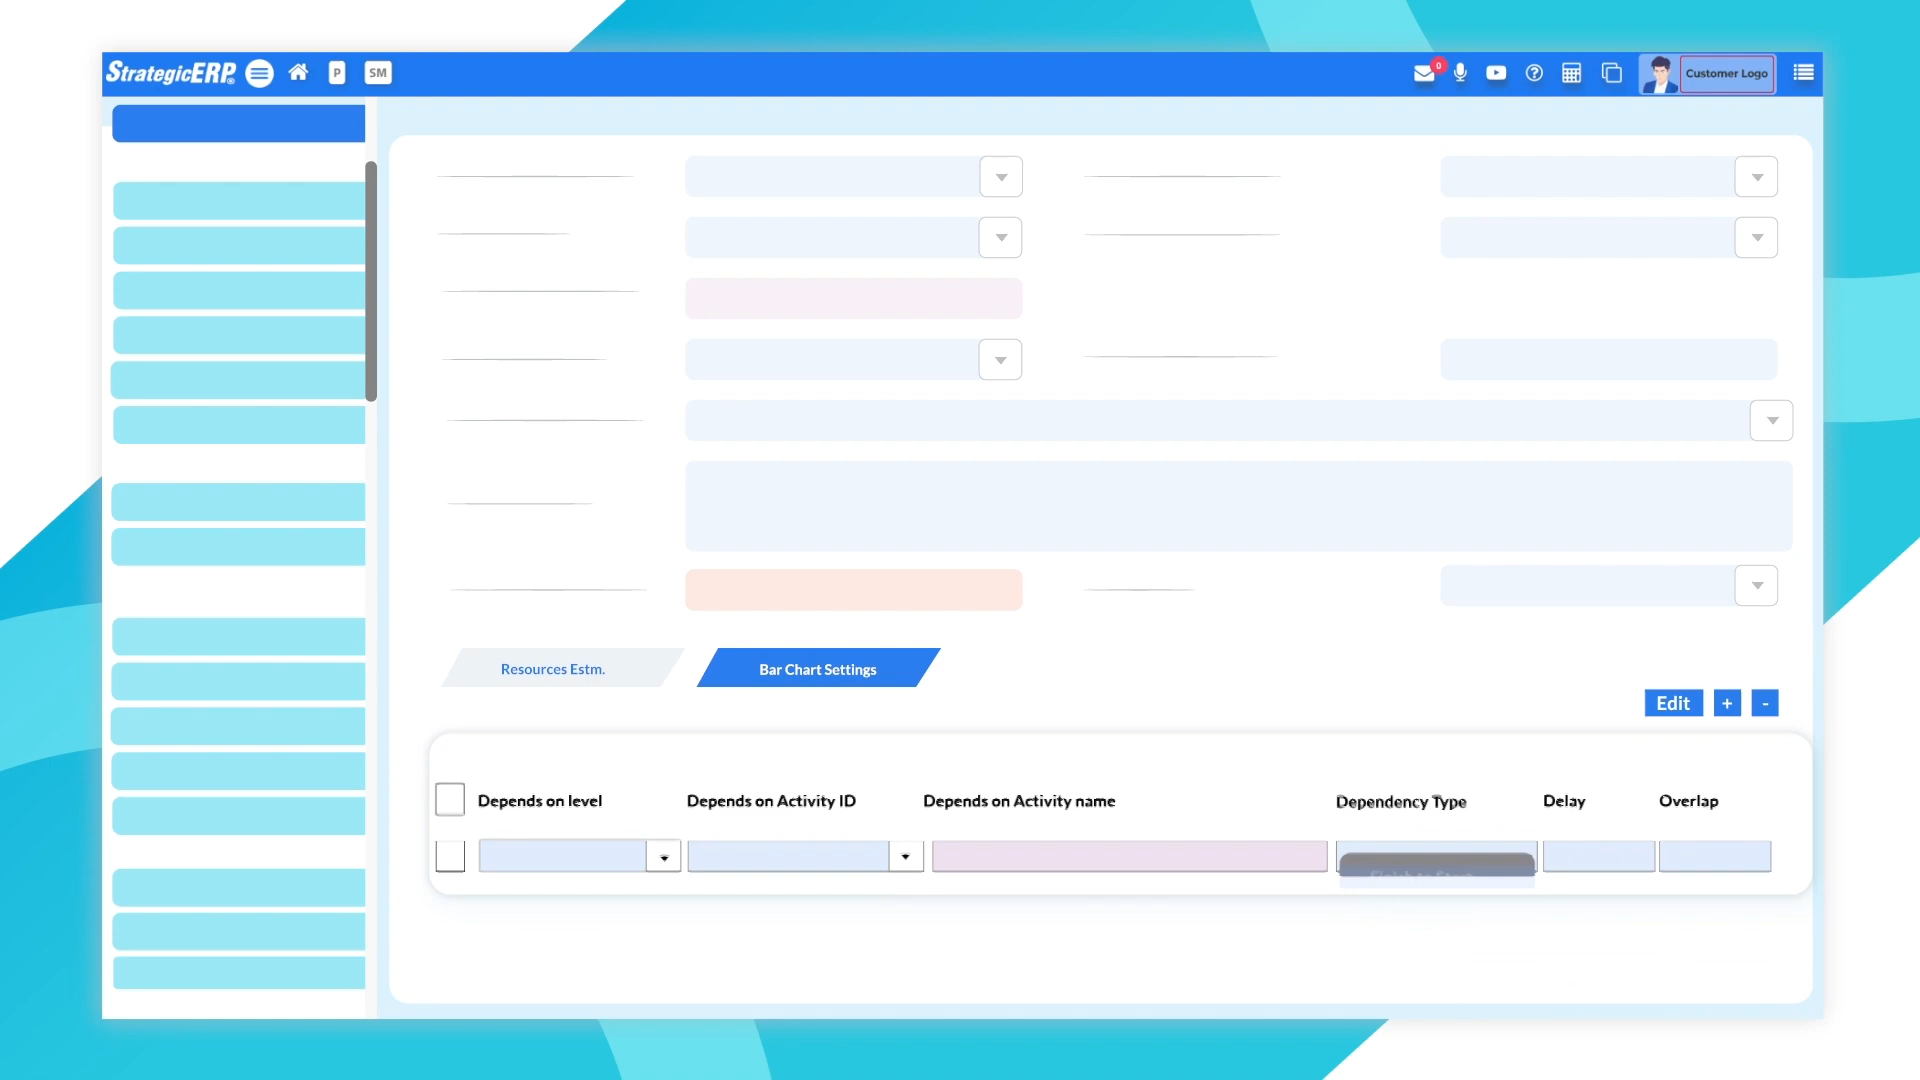 StrategicERP®
P
SM
0
Customer Logo
Resources Estm.
Bar Chart Settings
Edit
+
-
Depends on level
Depends on Activity ID
Depends on Activity name
Dependency Type
Delay
Overlap